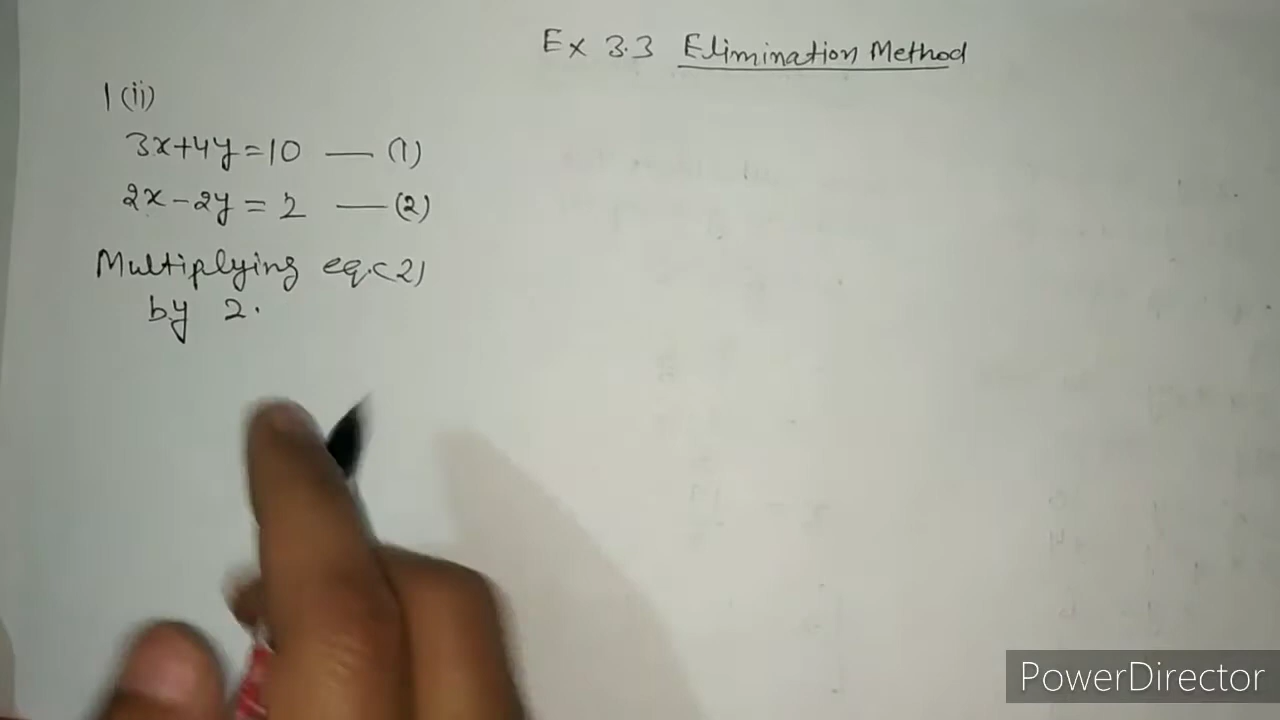 Ex 3.3 Elimination Method
1 (ii)
3x+4y=10 — (1)
2x-2y=2 — (2)
Multiplying eq.(2)
by 2.
PowerDirector